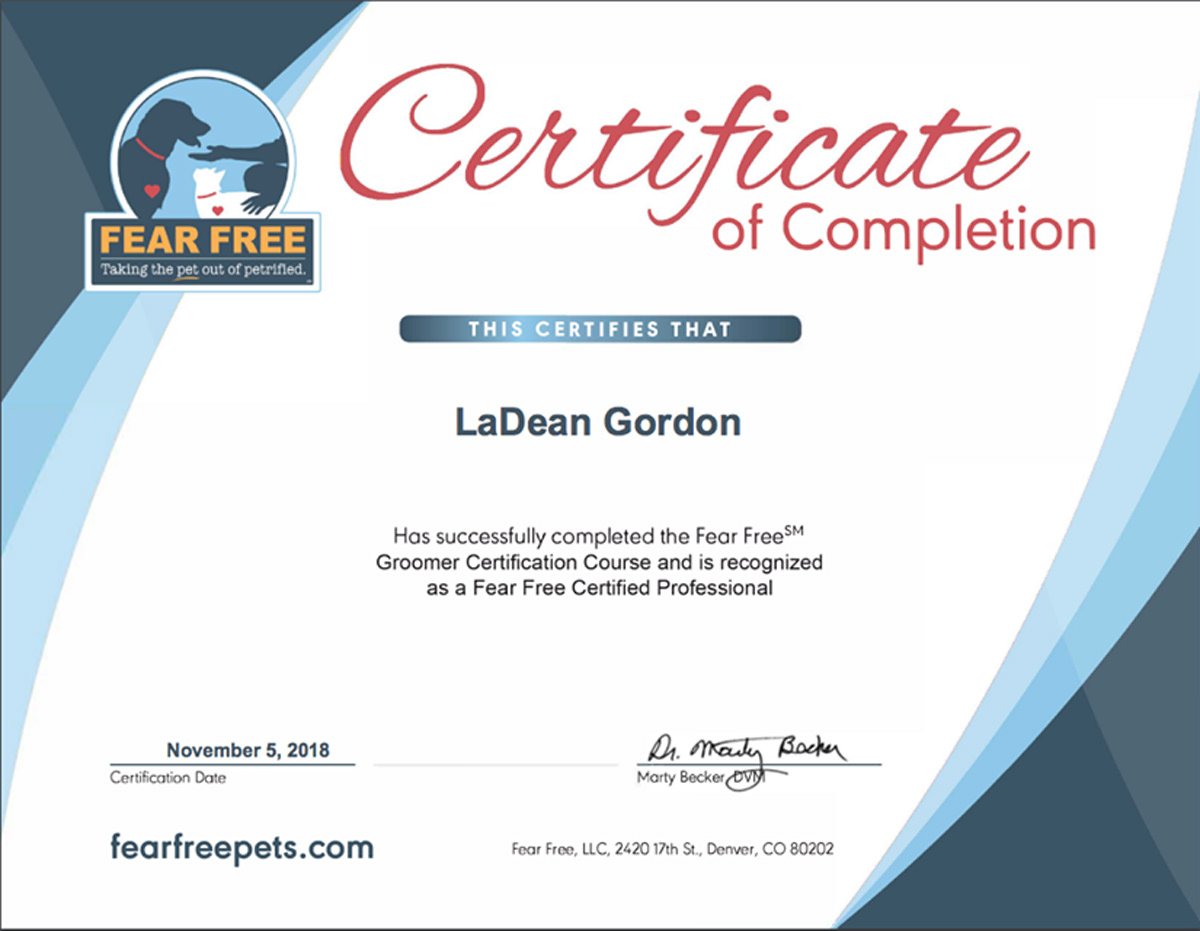 Certificate
of Completion
FEAR FREE
Taking the pet out of petrified.
THIS CERTIFIES THAT
LaDean Gordon
Has successfully completed the Fear Free℠
Groomer Certification Course and is recognized
as a Fear Free Certified Professional
November 5, 2018
Certification Date
Dr. Marty Becker
Marty Becker, DVM
fearfreepets.com
Fear Free, LLC, 2420 17th St., Denver, CO 80202